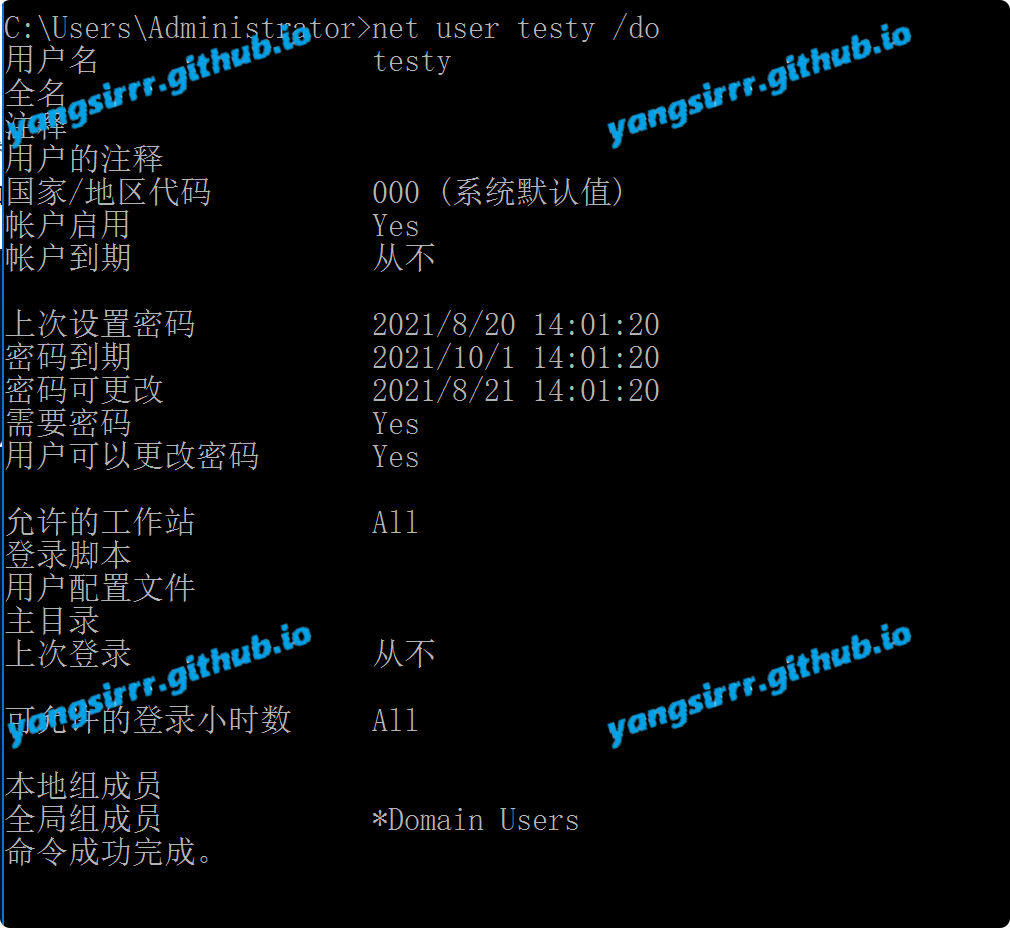 C:\Users\Administrator>net user testy /do
用户名 testy
全名
注释
用户的注释
国家/地区代码 000 (系统默认值)
帐户启用 Yes
帐户到期 从不
上次设置密码 2021/8/20 14:01:20
密码到期 2021/10/1 14:01:20
密码可更改 2021/8/21 14:01:20
需要密码 Yes
用户可以更改密码 Yes
允许的工作站 All
登录脚本
用户配置文件
主目录
上次登录 从不
可允许的登录小时数 All
本地组成员
全局组成员 *Domain Users
命令成功完成。
yangsirrr.github.io
yangsirrr.github.io
yangsirrr.github.io
yangsirrr.github.io